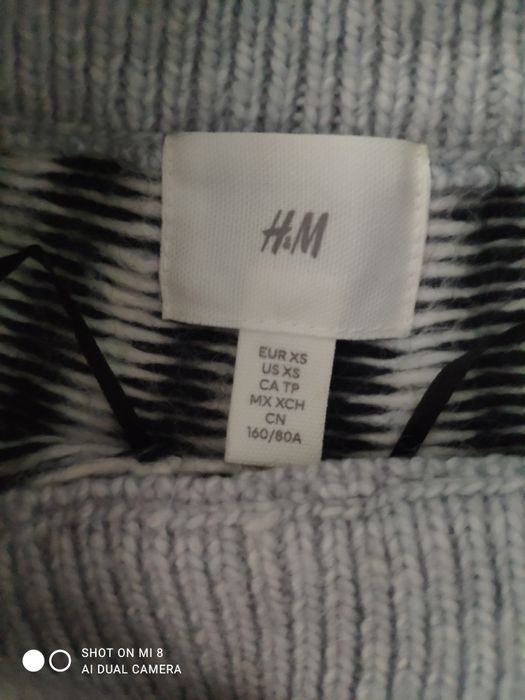 H&M
EUR XS
US XS
CA TP
MX XCH
CN
160/80A
SHOT ON MI 8
AI DUAL CAMERA